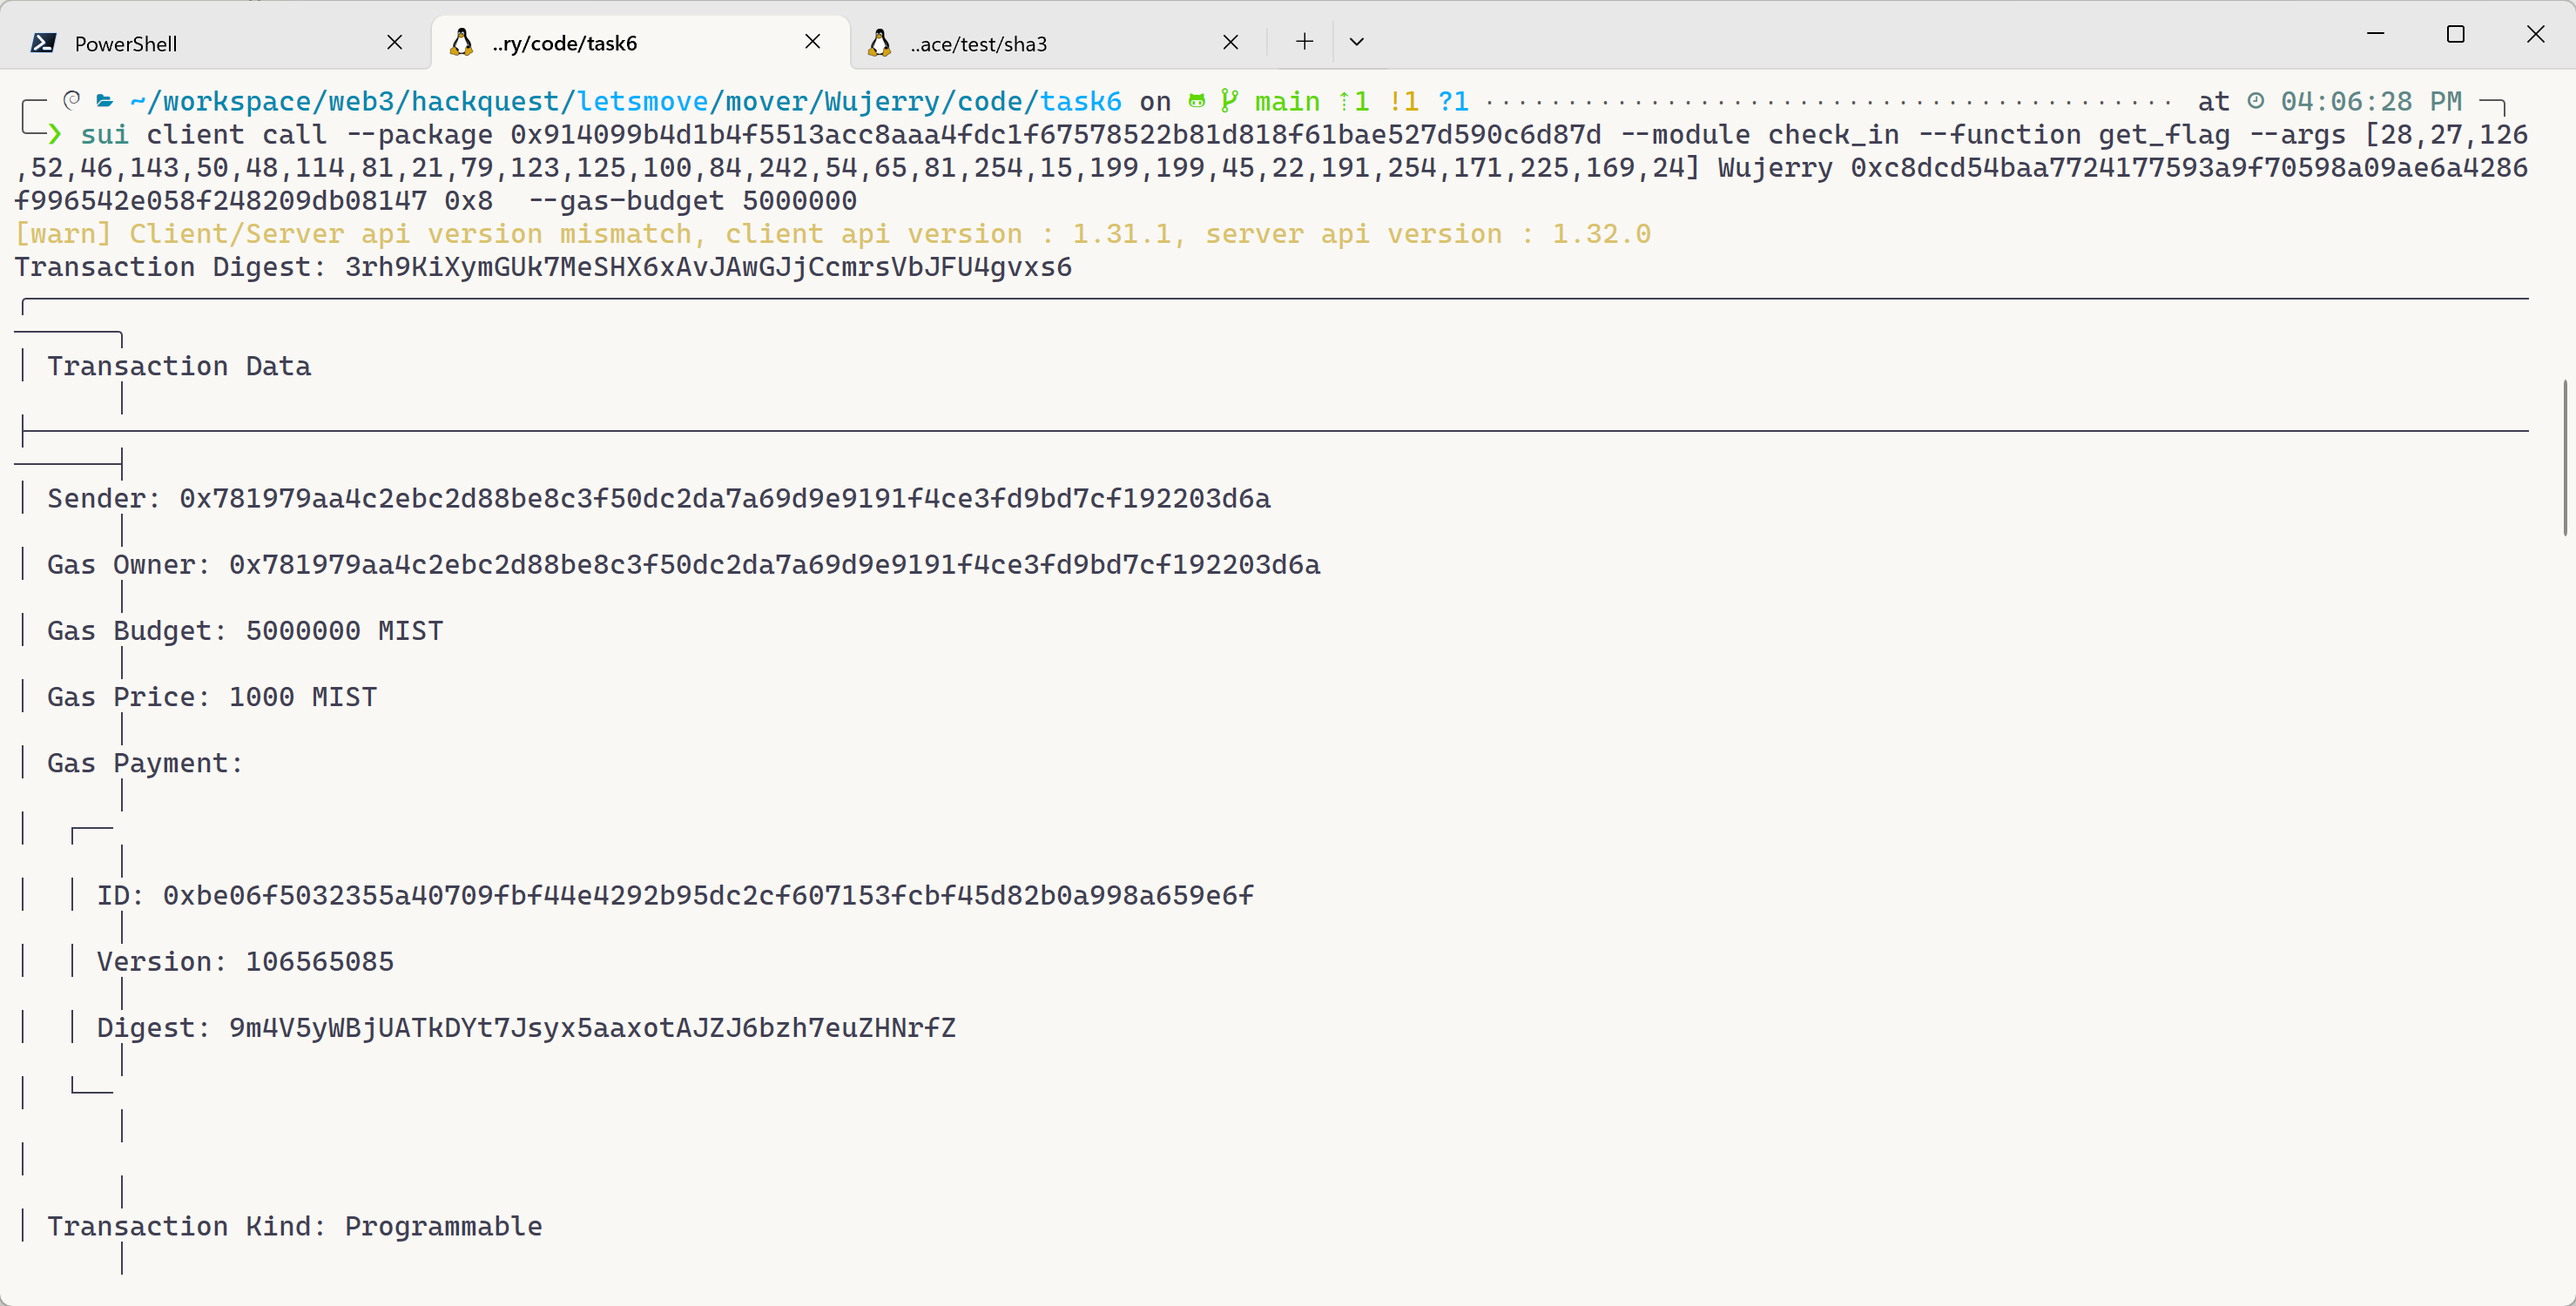 PowerShell
..ry/code/task6
..ace/test/sha3
~/workspace/web3/hackquest/letsmove/mover/Wujerry/code/task6 on main ⇡1 !1 ?1 at 04:06:28 PM
❯ sui client call --package 0x914099b4d1b4f5513acc8aaa4fdc1f67578522b81d818f61bae527d590c6d87d --module check_in --function get_flag --args [28,27,126
,52,46,143,50,48,114,81,21,79,123,125,100,84,242,54,65,81,254,15,199,199,45,22,191,254,171,225,169,24] Wujerry 0xc8dcd54baa7724177593a9f70598a09ae6a4286
f996542e058f248209db08147 0x8  --gas-budget 5000000
[warn] Client/Server api version mismatch, client api version : 1.31.1, server api version : 1.32.0
Transaction Digest: 3rh9KiXymGUk7MeSHX6xAvJAwGJjCcmrsVbJFU4gvxs6
Transaction Data
Sender: 0x781979aa4c2ebc2d88be8c3f50dc2da7a69d9e9191f4ce3fd9bd7cf192203d6a
Gas Owner: 0x781979aa4c2ebc2d88be8c3f50dc2da7a69d9e9191f4ce3fd9bd7cf192203d6a
Gas Budget: 5000000 MIST
Gas Price: 1000 MIST
Gas Payment:
ID: 0xbe06f5032355a40709fbf44e4292b95dc2cf607153fcbf45d82b0a998a659e6f
Version: 106565085
Digest: 9m4V5yWBjUATkDYt7Jsyx5aaxotAJZJ6bzh7euZHNrfZ
Transaction Kind: Programmable